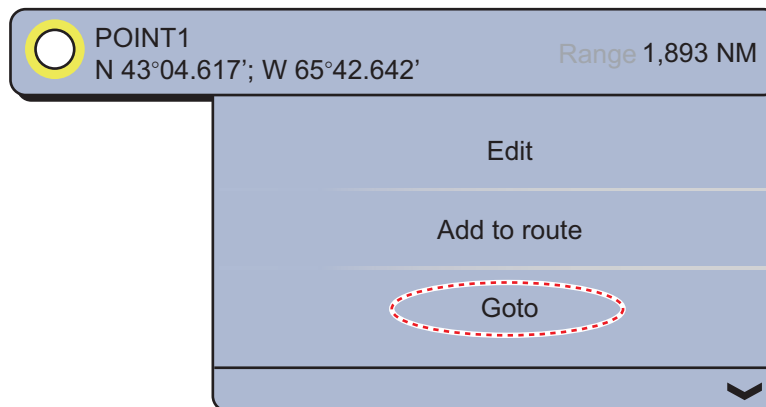 POINT1
N 43°04.617’; W 65°42.642’
Range 1,893 NM
Edit
Add to route
Goto